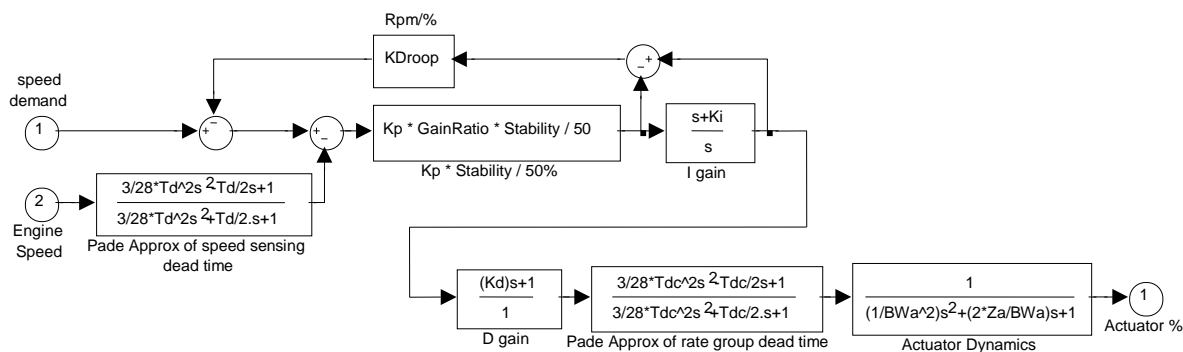 Rpm/%
KDroop
speed
demand
1
+
-
+
-
-
+
Kp * GainRatio * Stability / 50
Kp * Stability / 50%
s+Ki
s
I gain
2
Engine
Speed
3/28*Td^2s 2-Td/2s+1
3/28*Td^2s 2+Td/2.s+1
Pade Approx of speed sensing
dead time
(Kd)s+1
1
D gain
3/28*Tdc^2s 2-Tdc/2s+1
3/28*Tdc^2s 2+Tdc/2.s+1
Pade Approx of rate group dead time
1
(1/BWa^2)s2+(2*Za/BWa)s+1
Actuator Dynamics
1
Actuator %